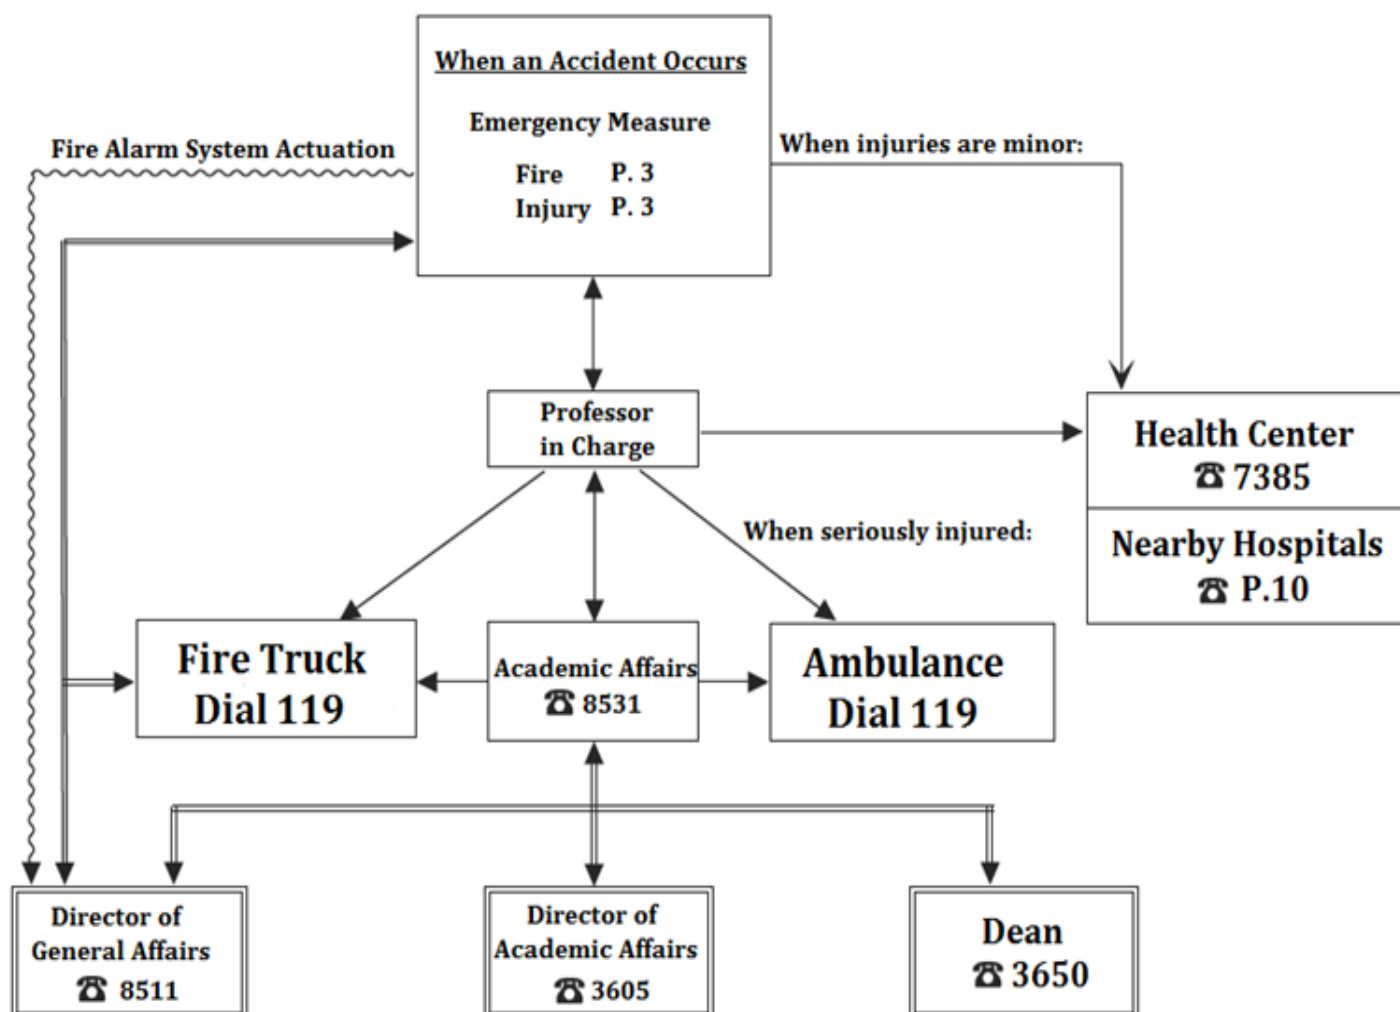 When an Accident Occurs
Emergency Measure
Fire P. 3
Injury P. 3
Fire Alarm System Actuation
When injuries are minor:
Professor
in Charge
Health Center
☎ 7385
Nearby Hospitals
☎ P.10
When seriously injured:
Fire Truck
Dial 119
Academic Affairs
☎ 8531
Ambulance
Dial 119
Director of
General Affairs
☎ 8511
Director of
Academic Affairs
☎ 3605
Dean
☎ 3650